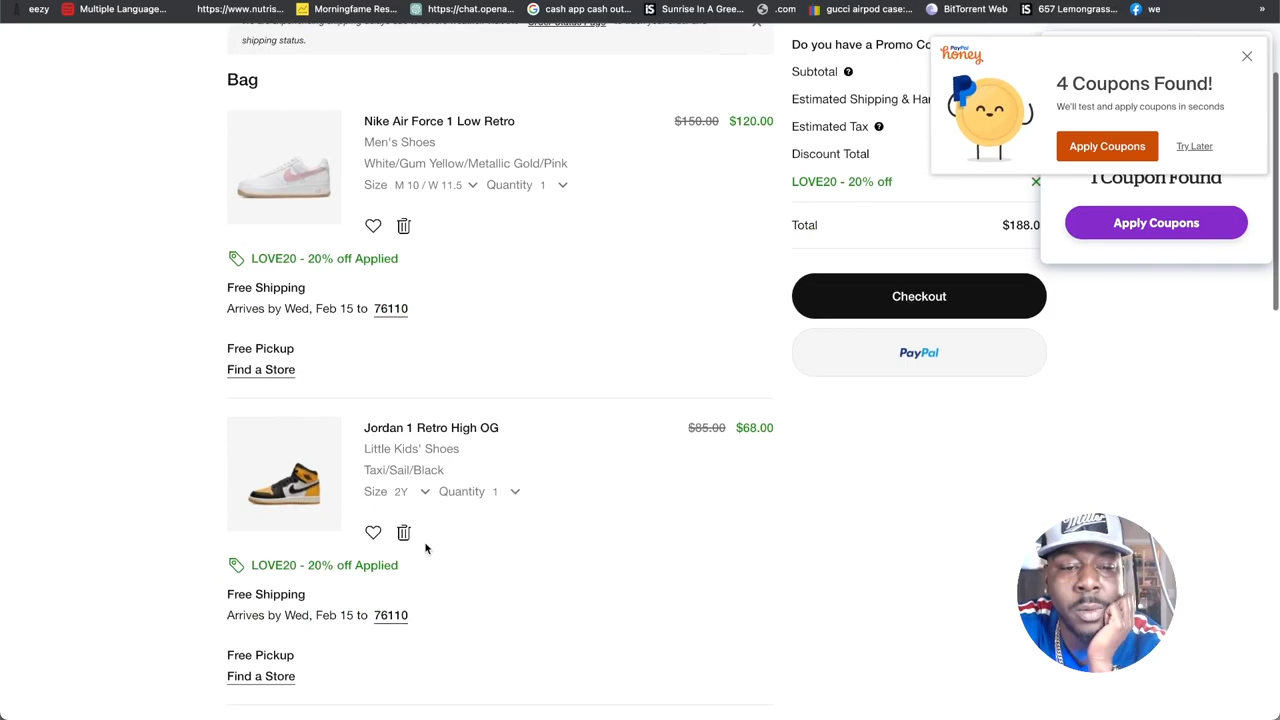 eezy Multiple Language... https://www.nutris... Morningfame Res... https://chat.opena... cash app cash out... Sunrise In A Gree... .com gucci airpod case... BitTorrent Web 657 Lemongrass... we »
shipping status.
Bag
Nike Air Force 1 Low Retro
$150.00 $120.00
Men's Shoes
White/Gum Yellow/Metallic Gold/Pink
Size M 10 / W 11.5 Quantity 1
LOVE20 - 20% off Applied
Free Shipping
Arrives by Wed, Feb 15 to 76110
Free Pickup
Find a Store
Jordan 1 Retro High OG
$85.00 $68.00
Little Kids' Shoes
Taxi/Sail/Black
Size 2Y Quantity 1
LOVE20 - 20% off Applied
Free Shipping
Arrives by Wed, Feb 15 to 76110
Free Pickup
Find a Store
Do you have a Promo Co
Subtotal
Estimated Shipping & Han
Estimated Tax
Discount Total
LOVE20 - 20% off
Total $188.0
Checkout
PayPal
PayPal
honey
4 Coupons Found!
We'll test and apply coupons in seconds
Apply Coupons Try Later
1 Coupon Found
Apply Coupons
Miller